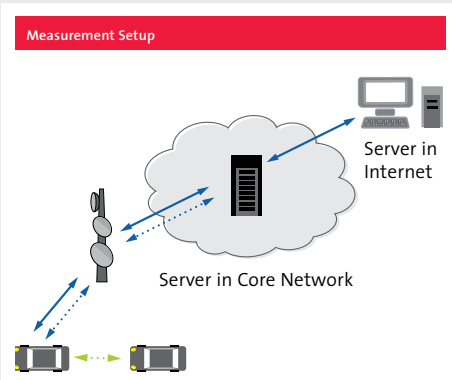 Measurement Setup
Server in
Internet
Server in Core Network